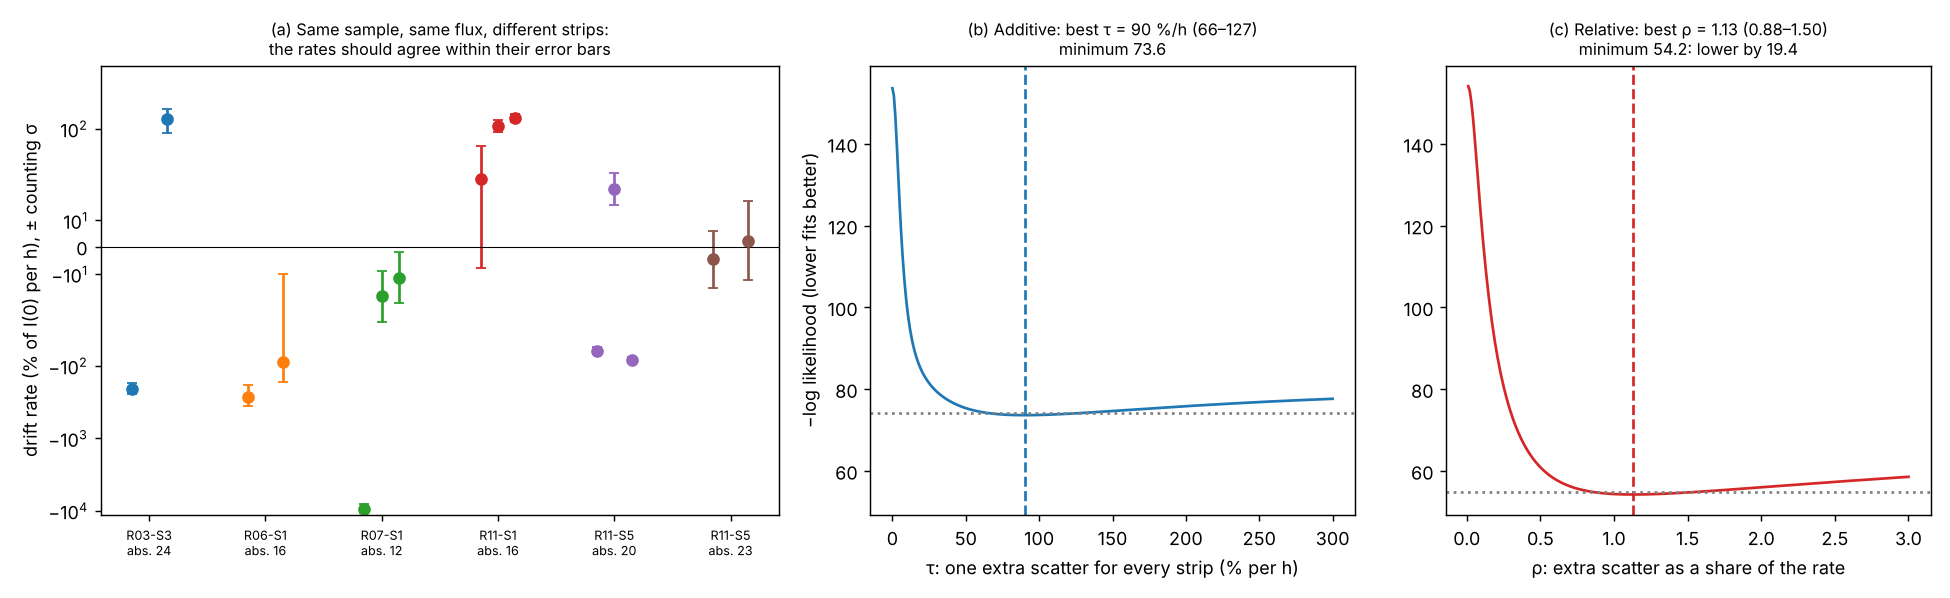 (a) Same sample, same flux, different strips:
the rates should agree within their error bars
drift rate (% of I(0) per h), ± counting σ
10²
10¹
0
−10¹
−10²
−10³
−10⁴
R03-S3
abs. 24
R06-S1
abs. 16
R07-S1
abs. 12
R11-S1
abs. 16
R11-S5
abs. 20
R11-S5
abs. 23
(b) Additive: best τ = 90 %/h (66–127)
minimum 73.6
−log likelihood (lower fits better)
140
120
100
80
60
0 50 100 150 200 250 300
τ: one extra scatter for every strip (% per h)
(c) Relative: best ρ = 1.13 (0.88–1.50)
minimum 54.2: lower by 19.4
140
120
100
80
60
0.0 0.5 1.0 1.5 2.0 2.5 3.0
ρ: extra scatter as a share of the rate